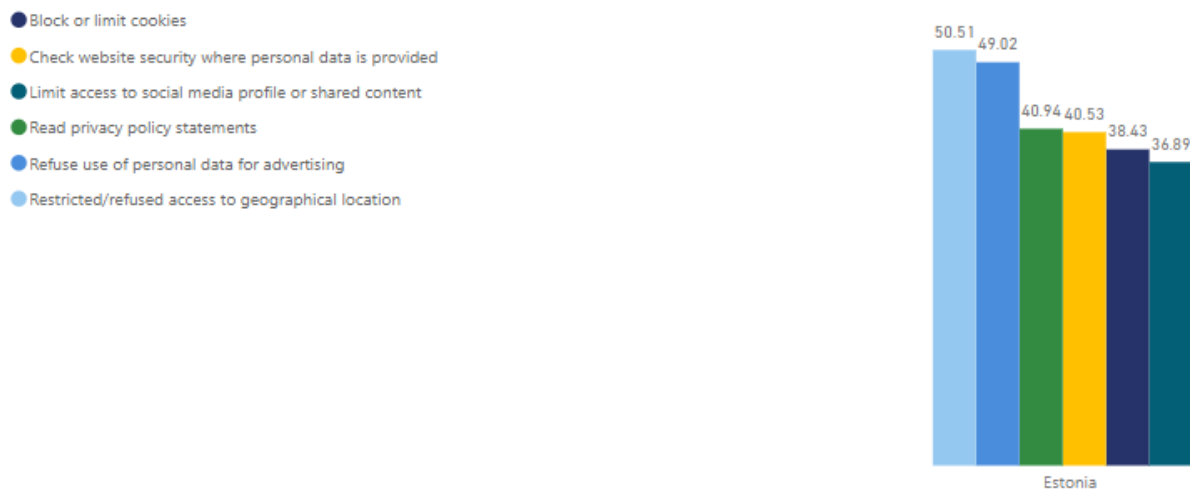 Block or limit cookies
Check website security where personal data is provided
Limit access to social media profile or shared content
Read privacy policy statements
Refuse use of personal data for advertising
Restricted/refused access to geographical location
50.51
49.02
40.94
40.53
38.43
36.89
Estonia